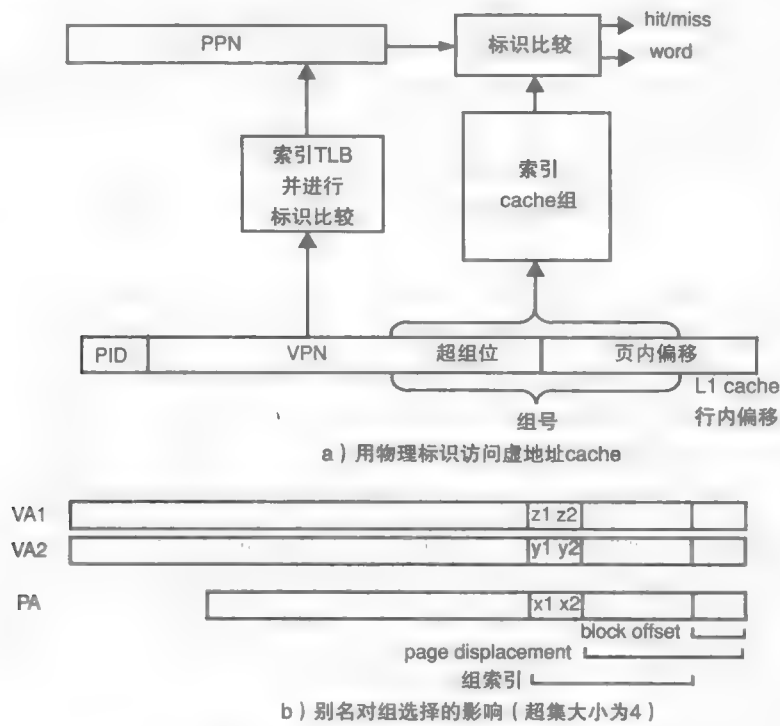 PPN
标识比较
hit/miss
word
索引TLB
并进行
标识比较
索引
cache组
PID
VPN
超组位
页内偏移
L1 cache
行内偏移
组号
a）用物理标识访问虚地址cache
VA1
z1 z2
VA2
y1 y2
PA
x1 x2
block offset
page displacement
组索引
b）别名对组选择的影响（超集大小为4）